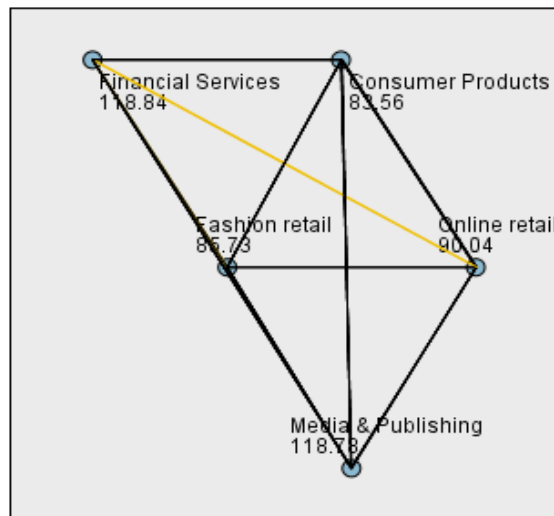 Financial Services
118.84
Consumer Products
83.56
Fashion retail
85.73
Online retail
90.04
Media & Publishing
118.78